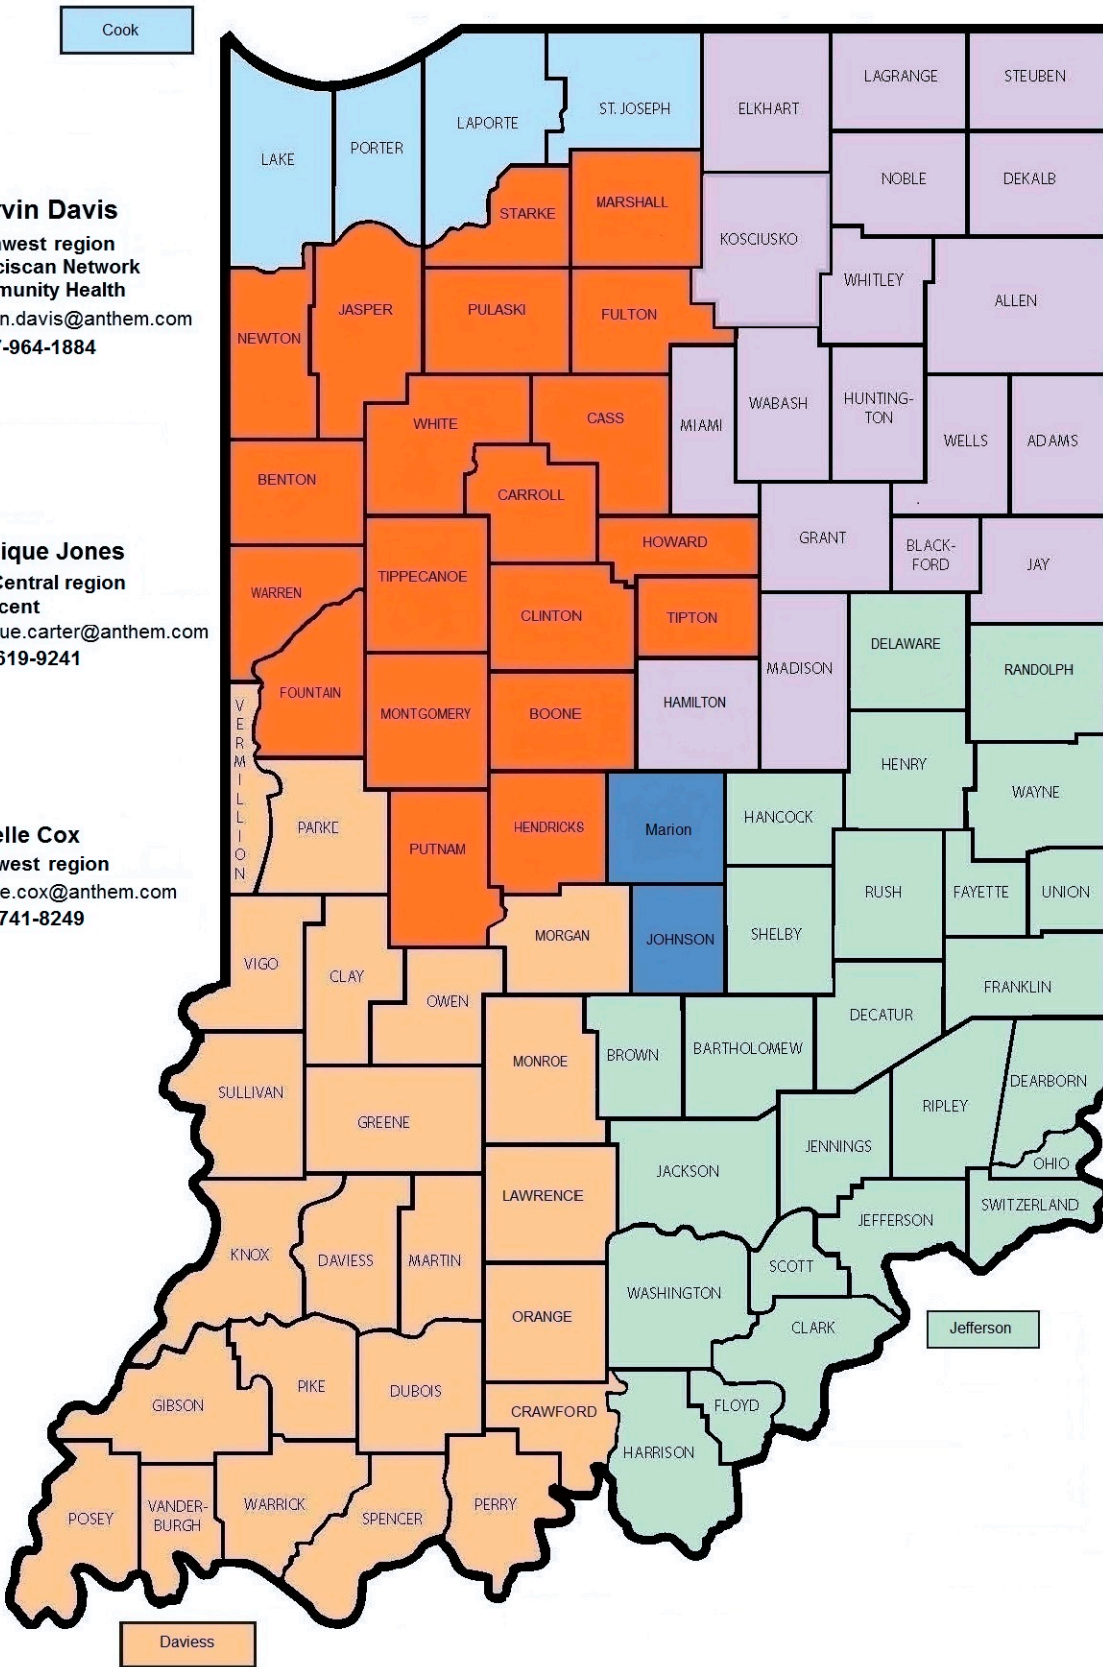 Cook
LAKE
PORTER
LAPORTE
ST. JOSEPH
ELKHART
LAGRANGE
STEUBEN
NOBLE
DEKALB
STARKE
MARSHALL
KOSCIUSKO
WHITLEY
ALLEN
vin Davis
west region
ciscan Network
munity Health
n.davis@anthem.com
7-964-1884
NEWTON
JASPER
PULASKI
FULTON
WHITE
CASS
MIAMI
WABASH
HUNTING-
TON
WELLS
ADAMS
BENTON
CARROLL
HOWARD
GRANT
BLACK-
FORD
JAY
ique Jones
Central region
cent
ue.carter@anthem.com
619-9241
WARREN
TIPPECANOE
CLINTON
TIPTON
MADISON
DELAWARE
RANDOLPH
FOUNTAIN
MONTGOMERY
BOONE
HAMILTON
HENRY
WAYNE
VERMILLION
PARKE
PUTNAM
HENDRICKS
Marion
HANCOCK
RUSH
FAYETTE
UNION
elle Cox
west region
e.cox@anthem.com
741-8249
VIGO
CLAY
OWEN
MORGAN
JOHNSON
SHELBY
DECATUR
FRANKLIN
SULLIVAN
GREENE
MONROE
BROWN
BARTHOLOMEW
JENNINGS
RIPLEY
DEARBORN
OHIO
KNOX
DAVIESS
MARTIN
LAWRENCE
JACKSON
JEFFERSON
SWITZERLAND
ORANGE
WASHINGTON
SCOTT
CLARK
Jefferson
GIBSON
PIKE
DUBOIS
CRAWFORD
HARRISON
FLOYD
POSEY
VANDER-
BURGH
WARRICK
SPENCER
PERRY
Daviess